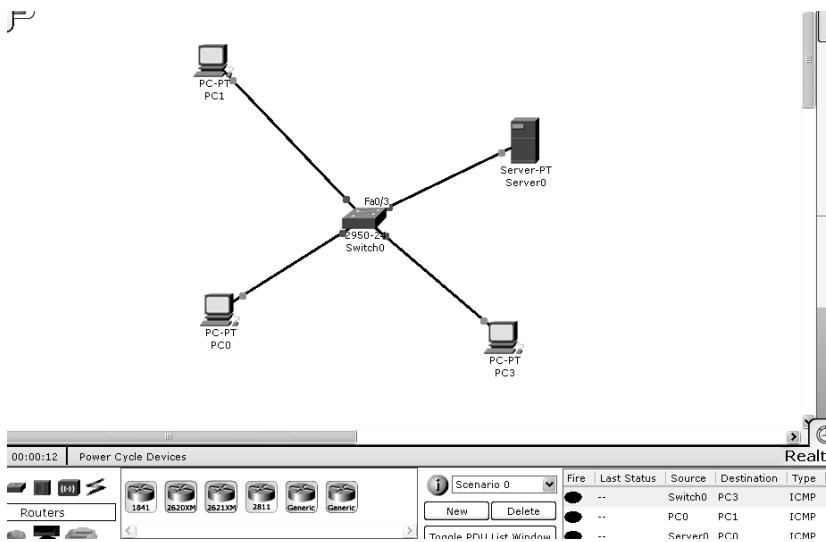 PC-PT
PC1
Server-PT
Server0
Fa0/3
2950-24
Switch0
PC-PT
PC0
PC-PT
PC3
00:00:12 Power Cycle Devices
Realt
Scenario 0
Fire Last Status Source Destination Type
1841 2620XM 2621XM 2811 Generic Generic
-- Switch0 PC3 ICMP
Routers
New Delete
-- PC0 PC1 ICMP
Toggle PDU List Window
-- Server0 PC0 ICMP